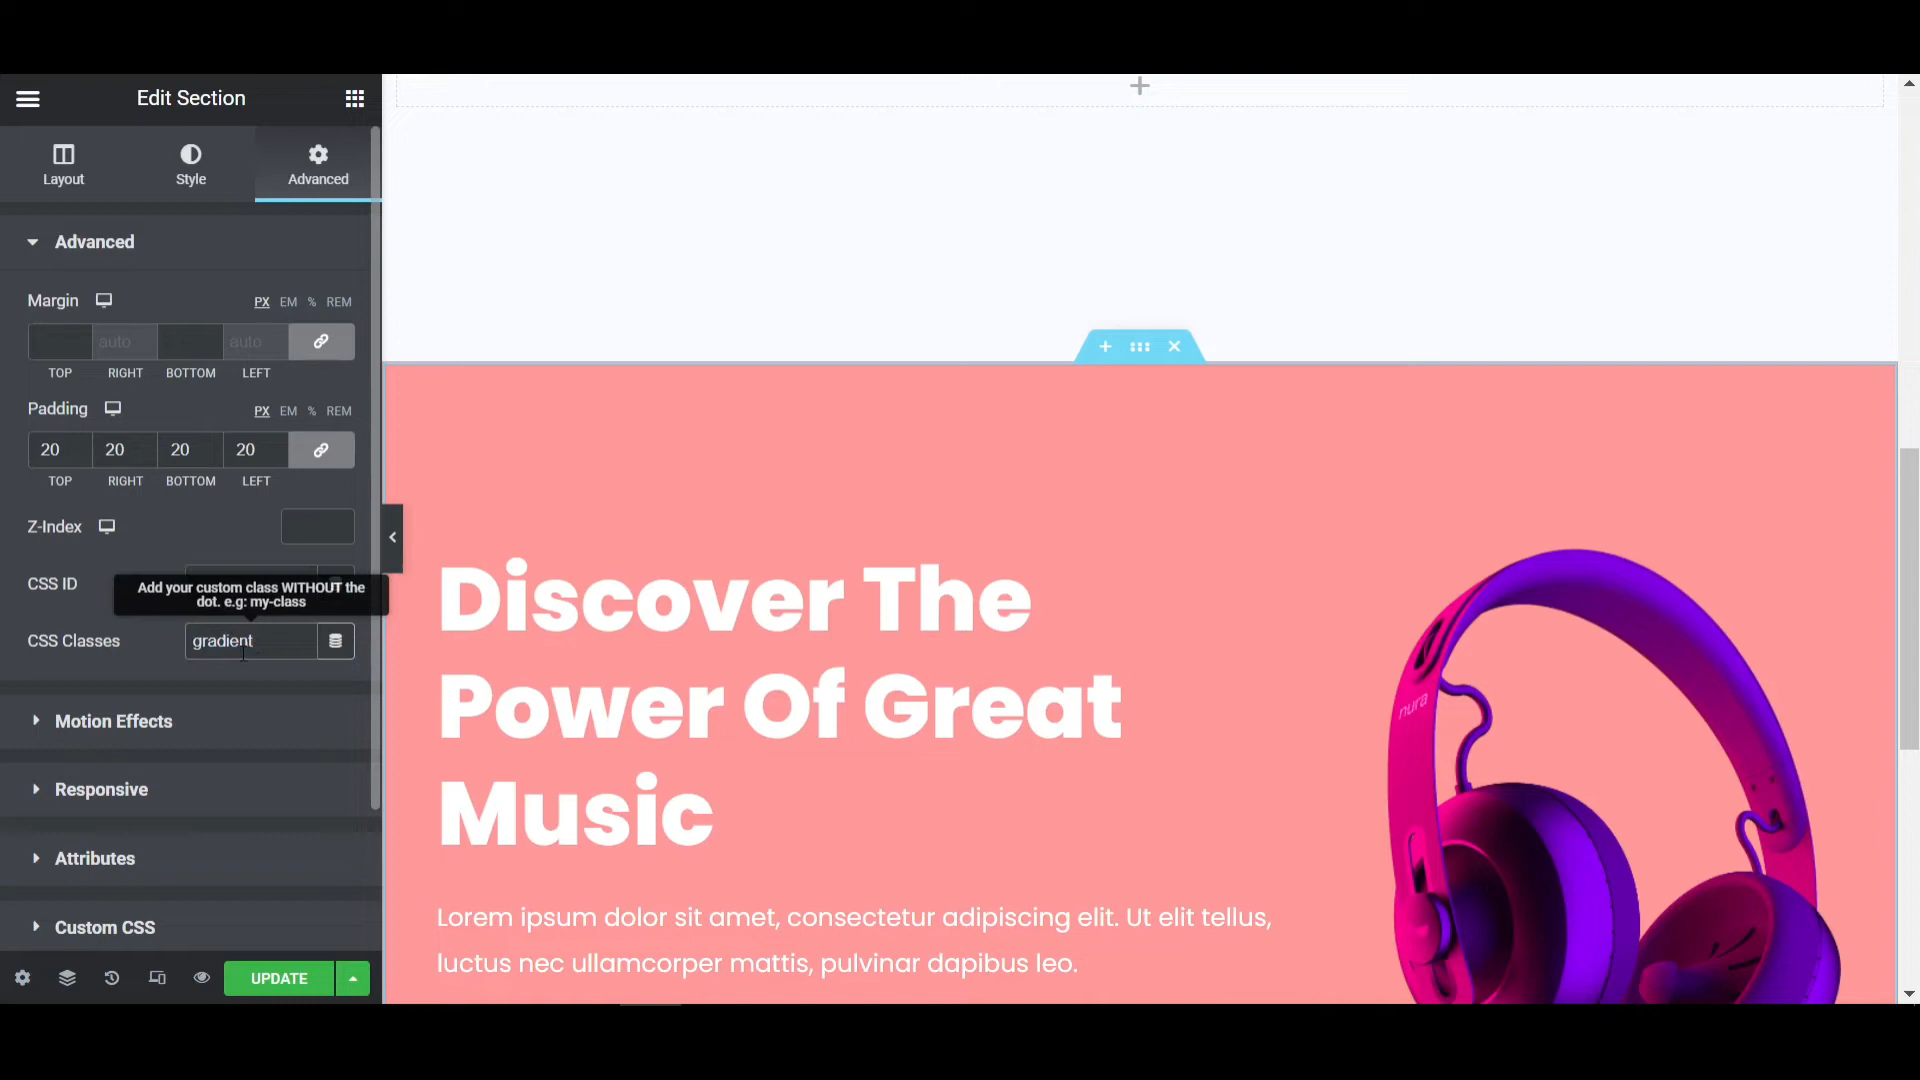 Edit Section
Layout
Style
Advanced
Advanced
Margin
PX EM % REM
auto
auto
TOP RIGHT BOTTOM LEFT
Padding
PX EM % REM
20 20 20 20
TOP RIGHT BOTTOM LEFT
Z-Index
CSS ID
Add your custom class WITHOUT the
dot. e.g: my-class
CSS Classes
gradient
Motion Effects
Responsive
Attributes
Custom CSS
UPDATE
Discover The
Power Of Great
Music
Lorem ipsum dolor sit amet, consectetur adipiscing elit. Ut elit tellus,
luctus nec ullamcorper mattis, pulvinar dapibus leo.
nura